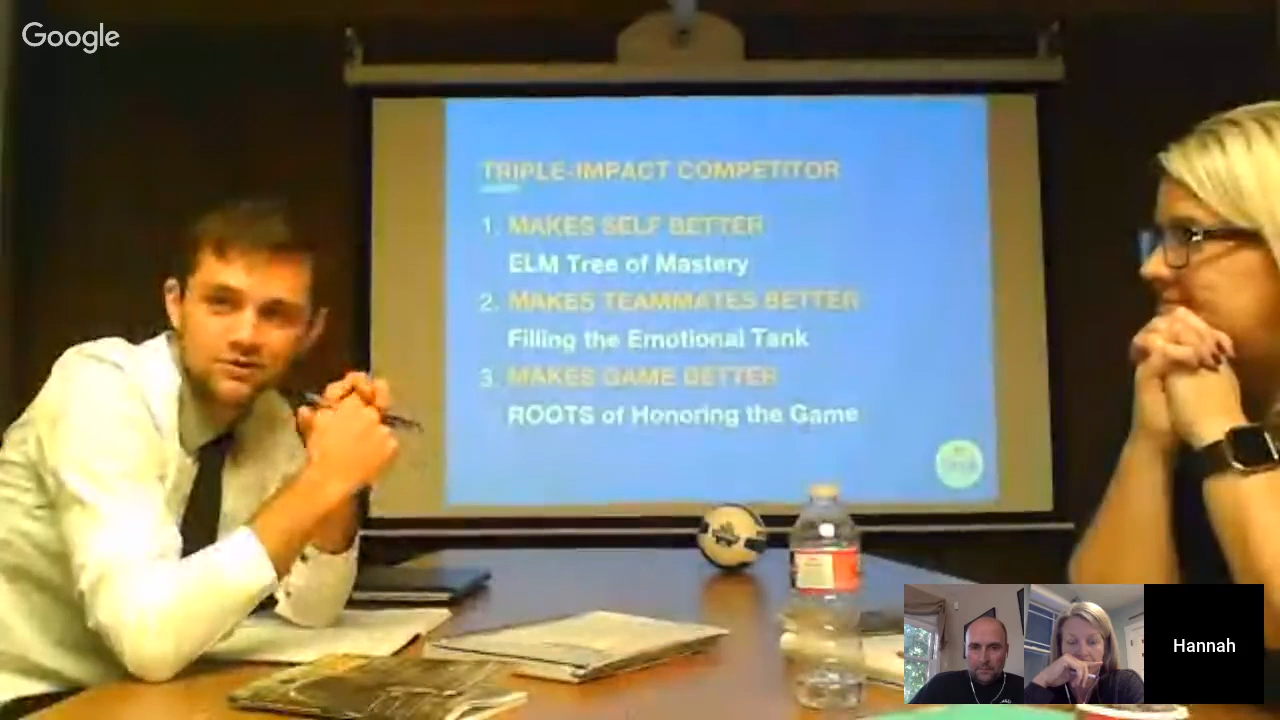 Google
TRIPLE-IMPACT COMPETITOR
1. MAKES SELF BETTER
ELM Tree of Mastery
2. MAKES TEAMMATES BETTER
Filling the Emotional Tank
3. MAKES GAME BETTER
ROOTS of Honoring the Game
Hannah